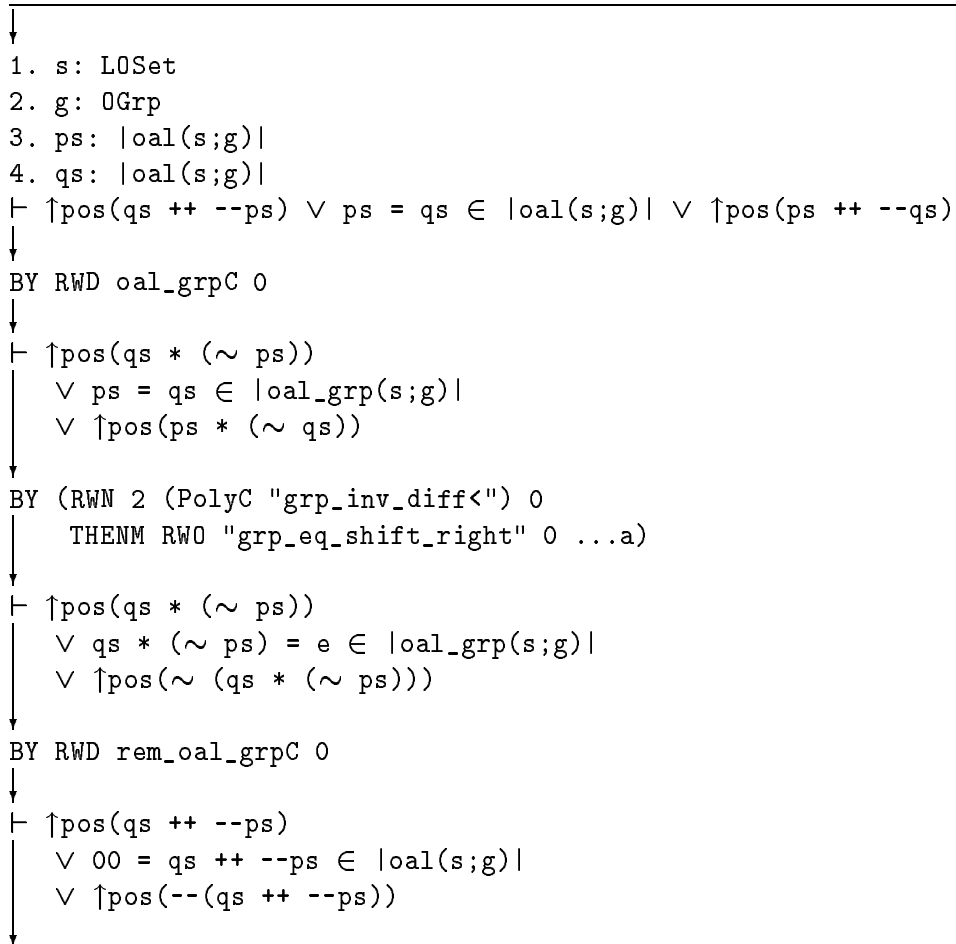 1. s: LOSet
2. g: OGrp
3. ps: |oal(s;g)|
4. qs: |oal(s;g)|
⊢ ↑pos(qs ++ --ps) ∨ ps = qs ∈ |oal(s;g)| ∨ ↑pos(ps ++ --qs)
BY RWD oal_grpC 0
⊢ ↑pos(qs * (∼ ps))
∨ ps = qs ∈ |oal_grp(s;g)|
∨ ↑pos(ps * (∼ qs))
BY (RWN 2 (PolyC "grp_inv_diff<") 0
THENM RWO "grp_eq_shift_right" 0 ...a)
⊢ ↑pos(qs * (∼ ps))
∨ qs * (∼ ps) = e ∈ |oal_grp(s;g)|
∨ ↑pos(∼ (qs * (∼ ps)))
BY RWD rem_oal_grpC 0
⊢ ↑pos(qs ++ --ps)
∨ 00 = qs ++ --ps ∈ |oal(s;g)|
∨ ↑pos(--(qs ++ --ps))